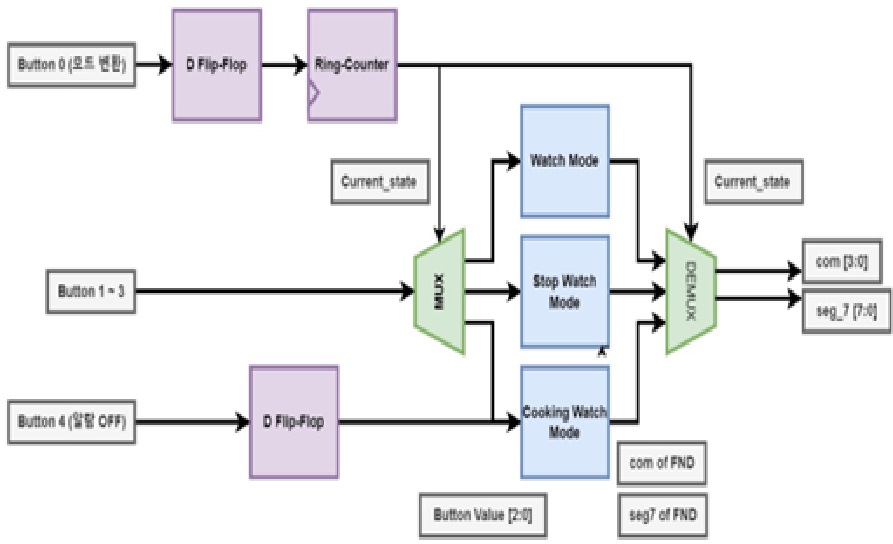 Button 0 (모드 변환)
D Flip-Flop
Ring-Counter
Watch Mode
Current_state
Current_state
MUX
DEMUX
com [3:0]
Button 1 ~ 3
Stop Watch
Mode
seg_7 [7:0]
Button 4 (알람 OFF)
D Flip-Flop
Cooking Watch
Mode
com of FND
Button Value [2:0]
seg7 of FND